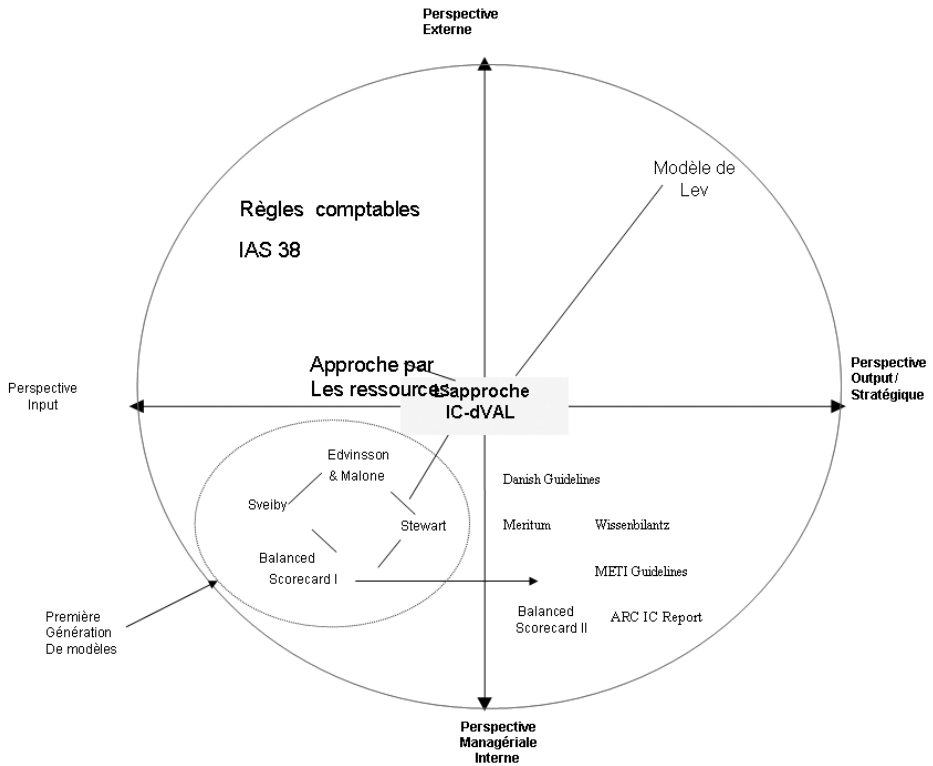 Perspective
Externe
Modèle de
Lev
Règles comptables
IAS 38
Approche par
Les ressources
L'approche
IC-dVAL
Perspective
Input
Perspective
Output/
Stratégique
Edvinsson
& Malone
Sveiby
Stewart
Balanced
Scorecard I
Danish Guidelines
Meritum
Wissenbilantz
METI Guidelines
Balanced
Scorecard II
ARC IC Report
Première
Génération
De modèles
Perspective
Managériale
Interne